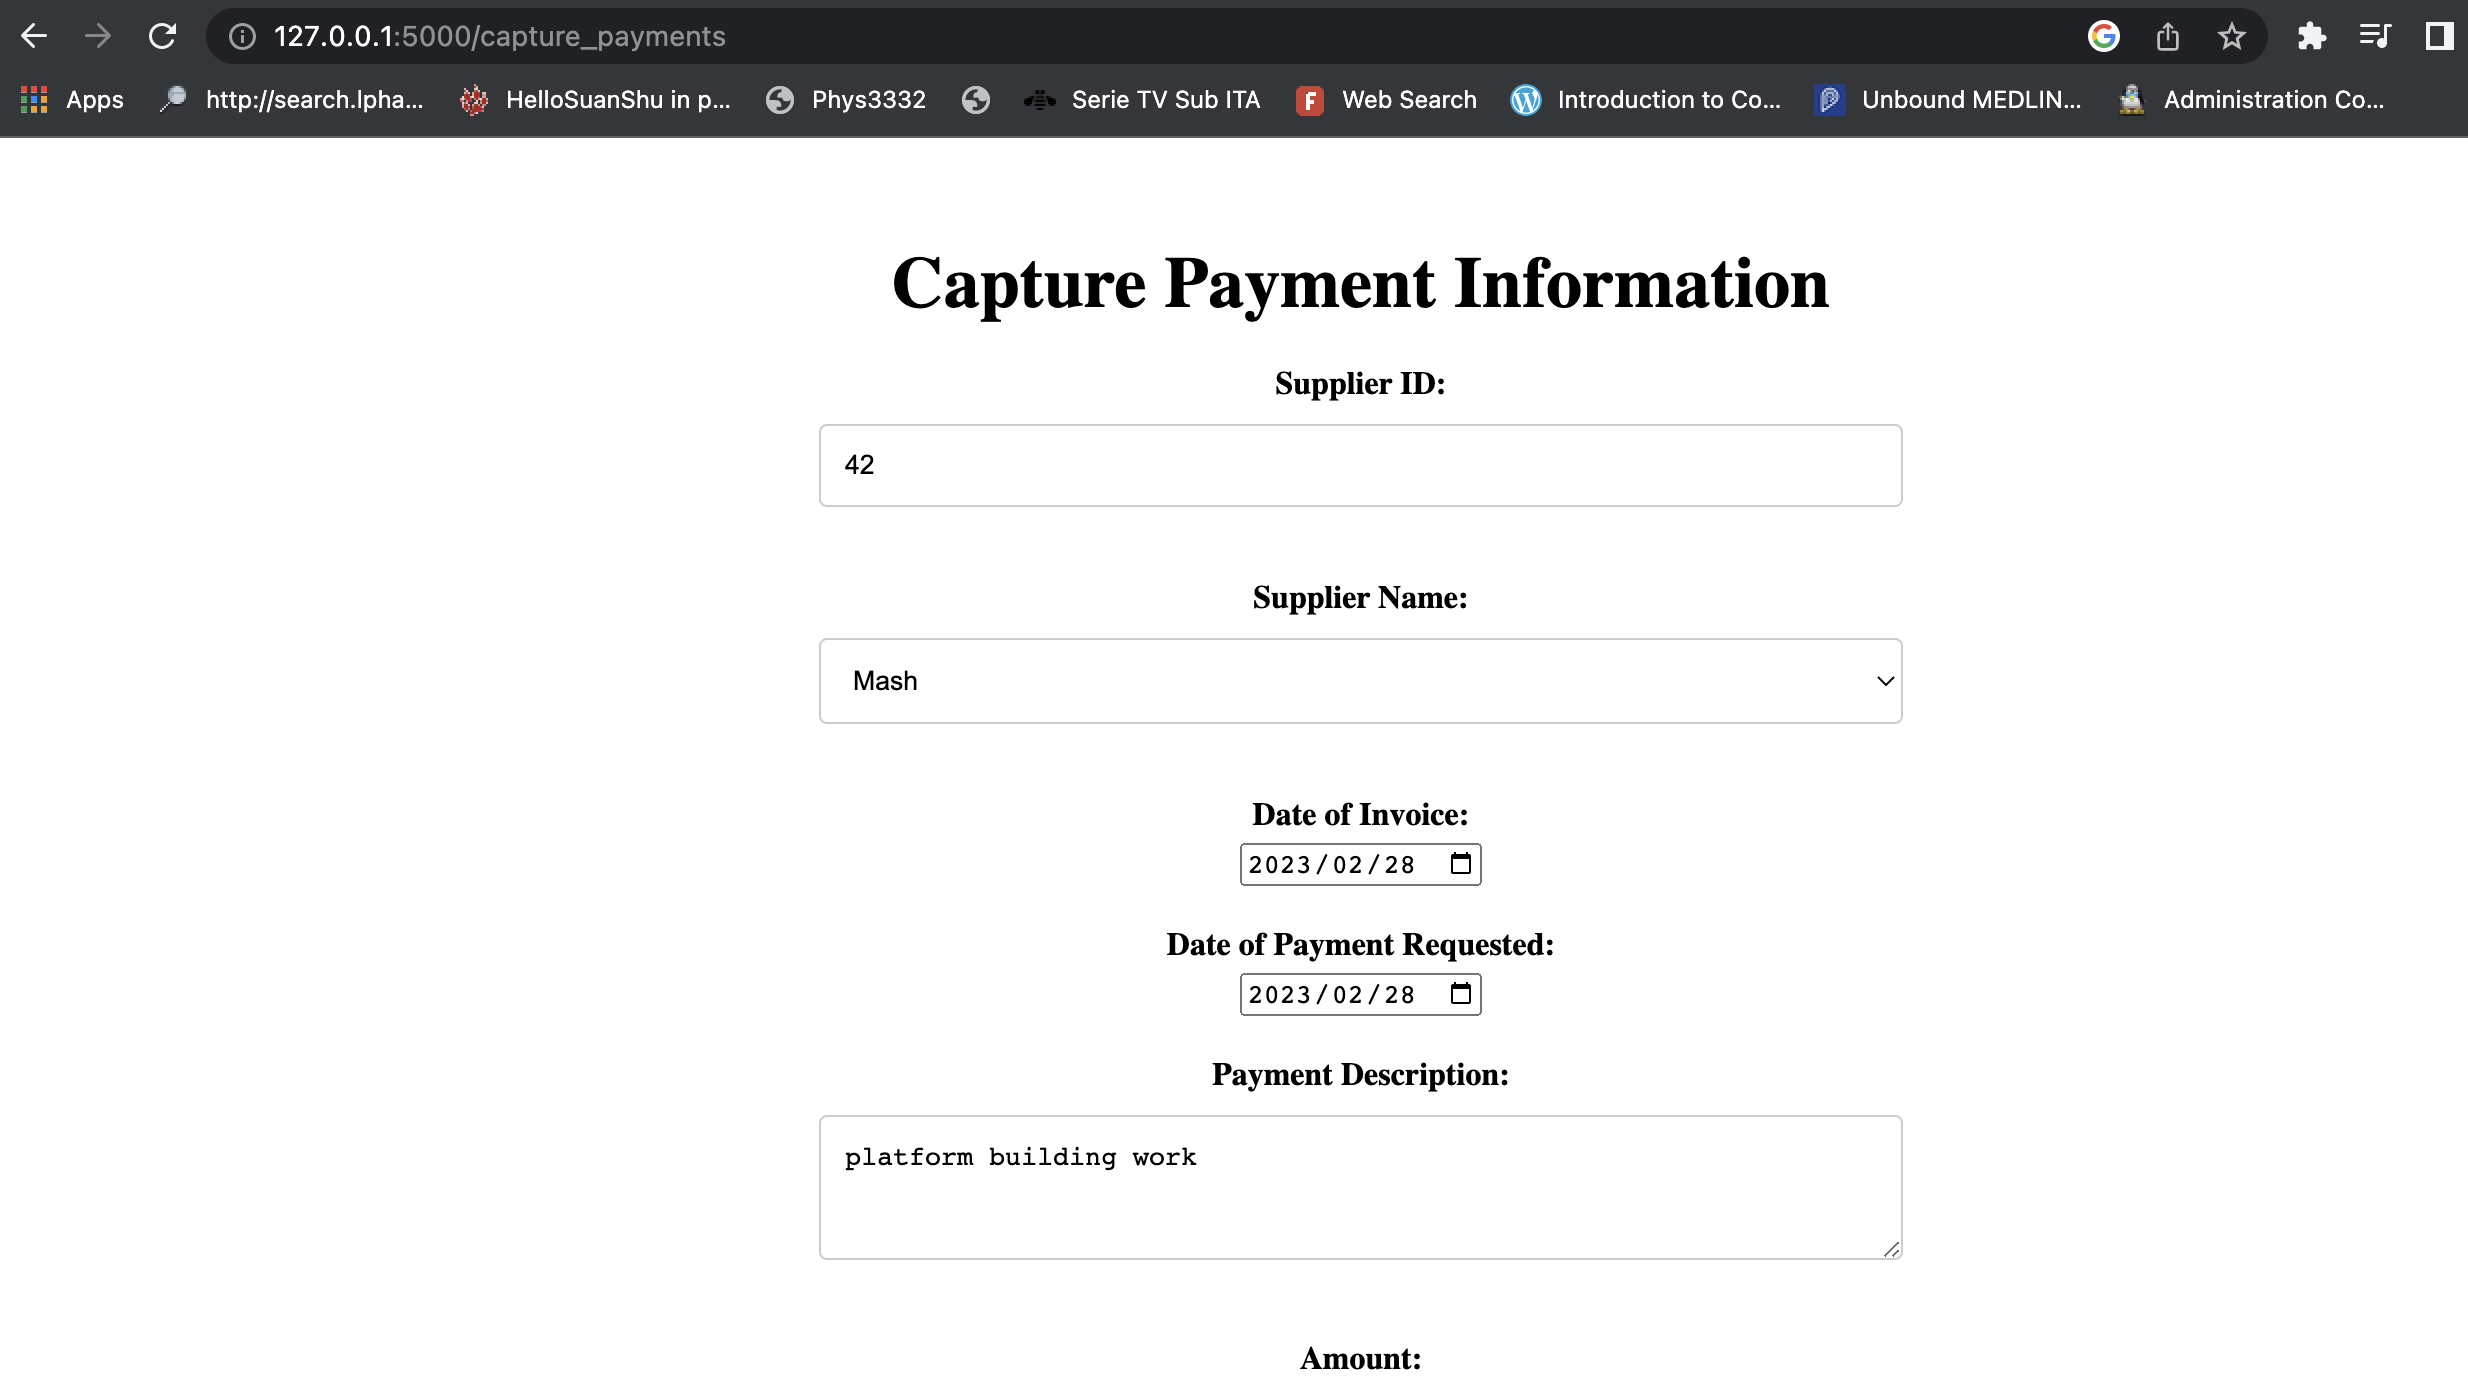 127.0.0.1:5000/capture_payments
Apps http://search.lpha... HelloSuanShu in p... Phys3332 Serie TV Sub ITA F Web Search Introduction to Co... Unbound MEDLIN... Administration Co...
Capture Payment Information
Supplier ID:
42
Supplier Name:
Mash
Date of Invoice:
2023/02/28
Date of Payment Requested:
2023/02/28
Payment Description:
platform building work
Amount: